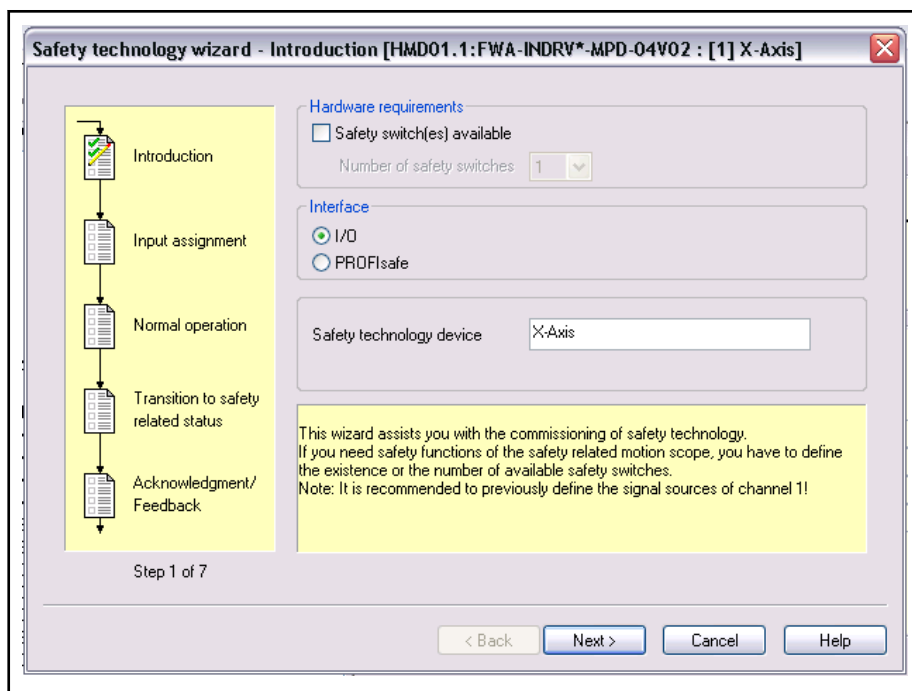 Safety technology wizard - Introduction [HMD01.1:FWA-INDRV*-MPD-04V02 : [1] X-Axis]
Introduction
Input assignment
Normal operation
Transition to safety
related status
Acknowledgment/
Feedback
Step 1 of 7
Hardware requirements
Safety switch(es) available
Number of safety switches 1
Interface
I/O
PROFIsafe
Safety technology device X-Axis
This wizard assists you with the commissioning of safety technology.
If you need safety functions of the safety related motion scope, you have to define
the existence or the number of available safety switches.
Note: It is recommended to previously define the signal sources of channel 1!
< Back Next > Cancel Help